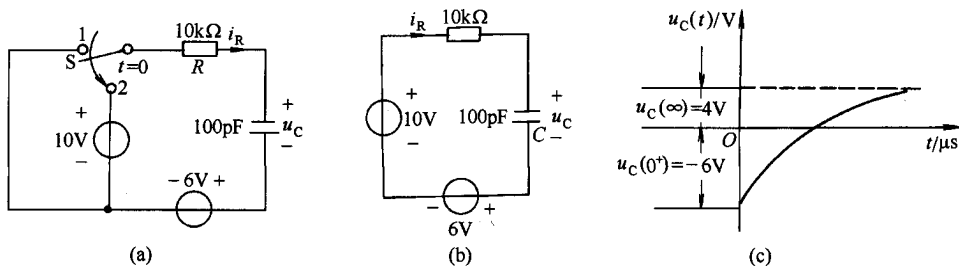 1
S
t=0
2
10kΩ
R
i_R
+
10V
-
100pF
+
u_C
-
- 6V +
(a)
10kΩ
i_R
+
10V
-
100pF
C
+
u_C
-
- +
6V
(b)
u_C(t)/V
u_C(∞)=4V
O
t/μs
u_C(0⁺)=-6V
(c)